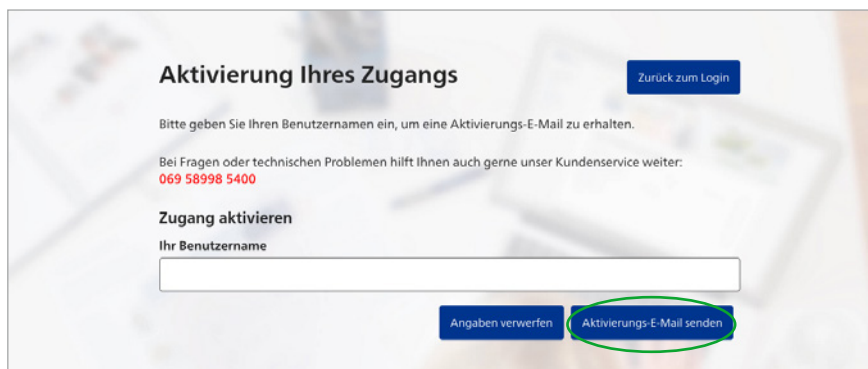 Aktivierung Ihres Zugangs
Zurück zum Login
Bitte geben Sie Ihren Benutzernamen ein, um eine Aktivierungs-E-Mail zu erhalten.
Bei Fragen oder technischen Problemen hilft Ihnen auch gerne unser Kundenservice weiter:
069 58998 5400
Zugang aktivieren
Ihr Benutzername
Angaben verwerfen
Aktivierungs-E-Mail senden